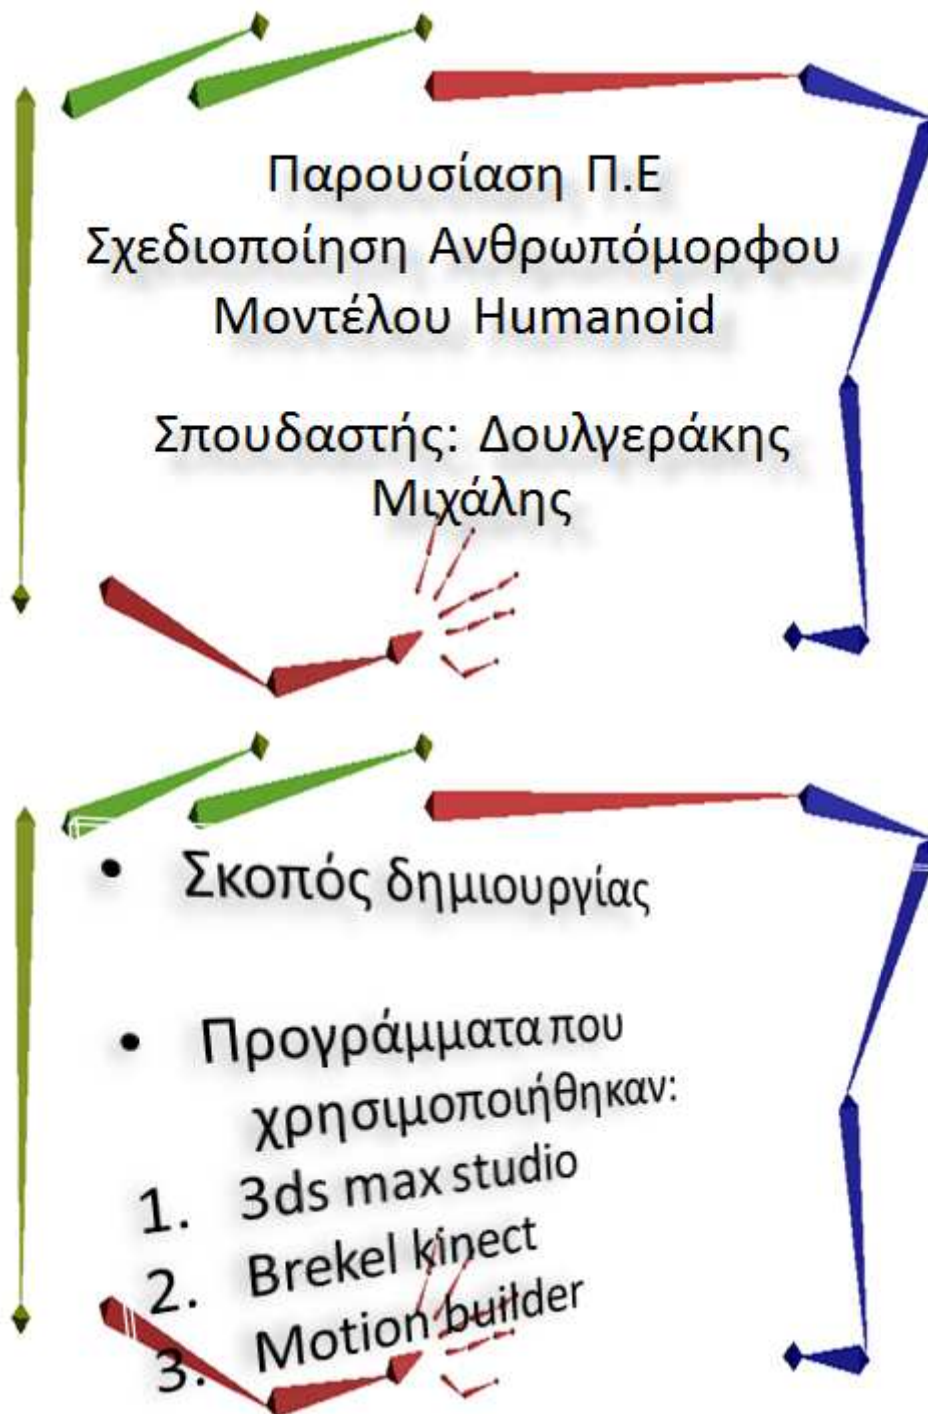 Παρουσίαση Π.Ε
Σχεδιοποίηση Ανθρωπόμορφου
Μοντέλου Humanoid
Σπουδαστής: Δουλγεράκης
Μιχάλης
• Σκοπός δημιουργίας
• Προγράμματα που
χρησιμοποιήθηκαν:
1. 3ds max studio
2. Brekel kinect
3. Motion builder